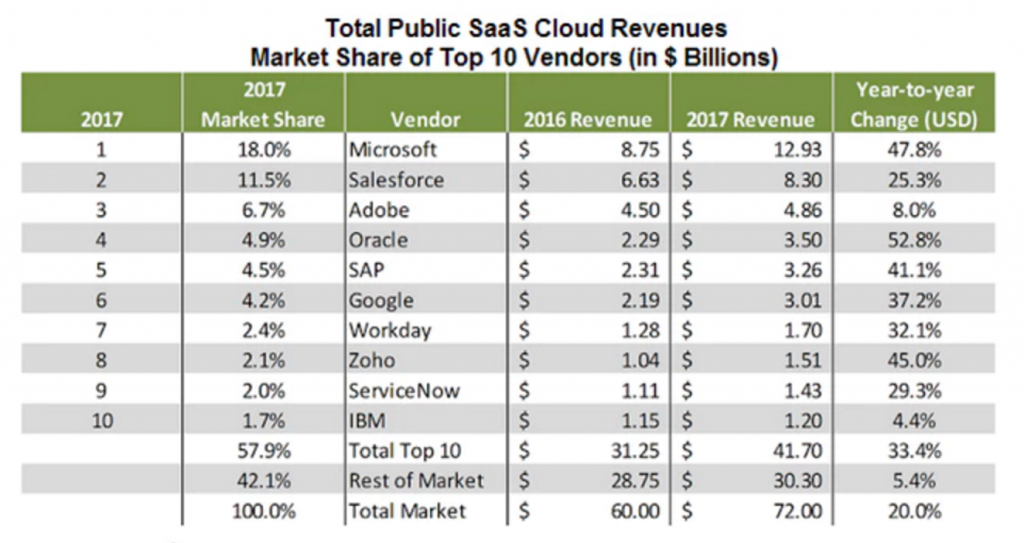 Total Public SaaS Cloud Revenues
Market Share of Top 10 Vendors (in $ Billions)
2017 2017 Market Share Vendor 2016 Revenue 2017 Revenue Year-to-year Change (USD)
1 18.0% Microsoft $ 8.75 $ 12.93 47.8%
2 11.5% Salesforce $ 6.63 $ 8.30 25.3%
3 6.7% Adobe $ 4.50 $ 4.86 8.0%
4 4.9% Oracle $ 2.29 $ 3.50 52.8%
5 4.5% SAP $ 2.31 $ 3.26 41.1%
6 4.2% Google $ 2.19 $ 3.01 37.2%
7 2.4% Workday $ 1.28 $ 1.70 32.1%
8 2.1% Zoho $ 1.04 $ 1.51 45.0%
9 2.0% ServiceNow $ 1.11 $ 1.43 29.3%
10 1.7% IBM $ 1.15 $ 1.20 4.4%
57.9% Total Top 10 $ 31.25 $ 41.70 33.4%
42.1% Rest of Market $ 28.75 $ 30.30 5.4%
100.0% Total Market $ 60.00 $ 72.00 20.0%